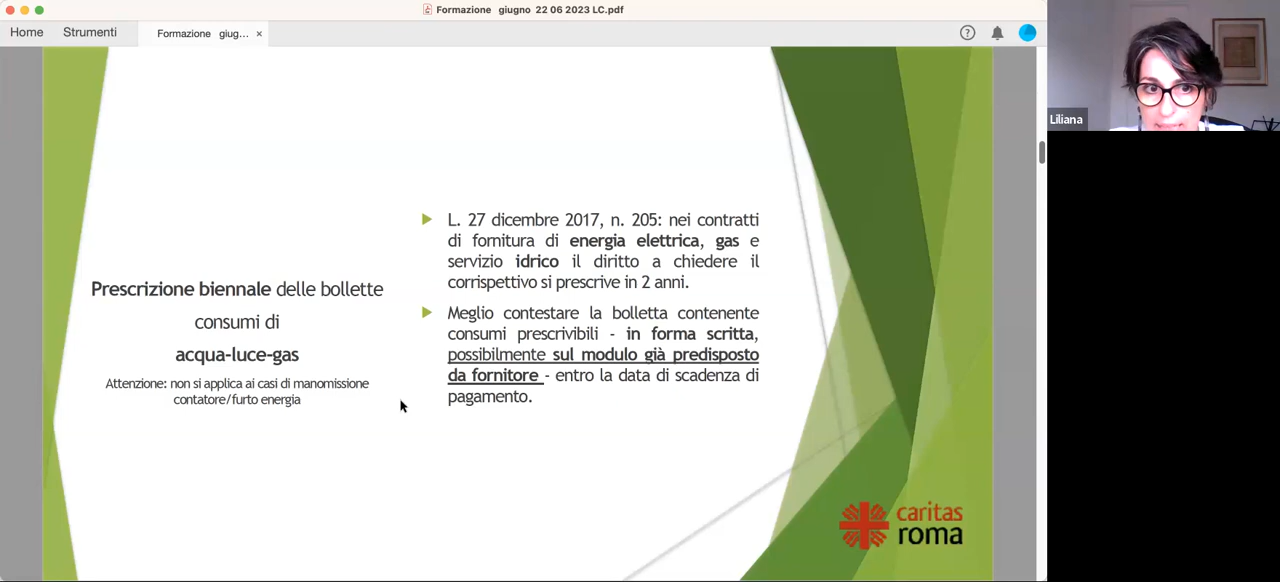 Formazione giugno 22 06 2023 LC.pdf
Home
Strumenti
Formazione giug... ×
?
Liliana
Prescrizione biennale delle bollette
consumi di
acqua-luce-gas
Attenzione: non si applica ai casi di manomissione
contatore/furto energia
L. 27 dicembre 2017, n. 205: nei contratti
di fornitura di energia elettrica, gas e
servizio idrico il diritto a chiedere il
corrispettivo si prescrive in 2 anni.
Meglio contestare la bolletta contenente
consumi prescrivibili - in forma scritta,
possibilmente sul modulo già predisposto
da fornitore - entro la data di scadenza di
pagamento.
caritas
roma